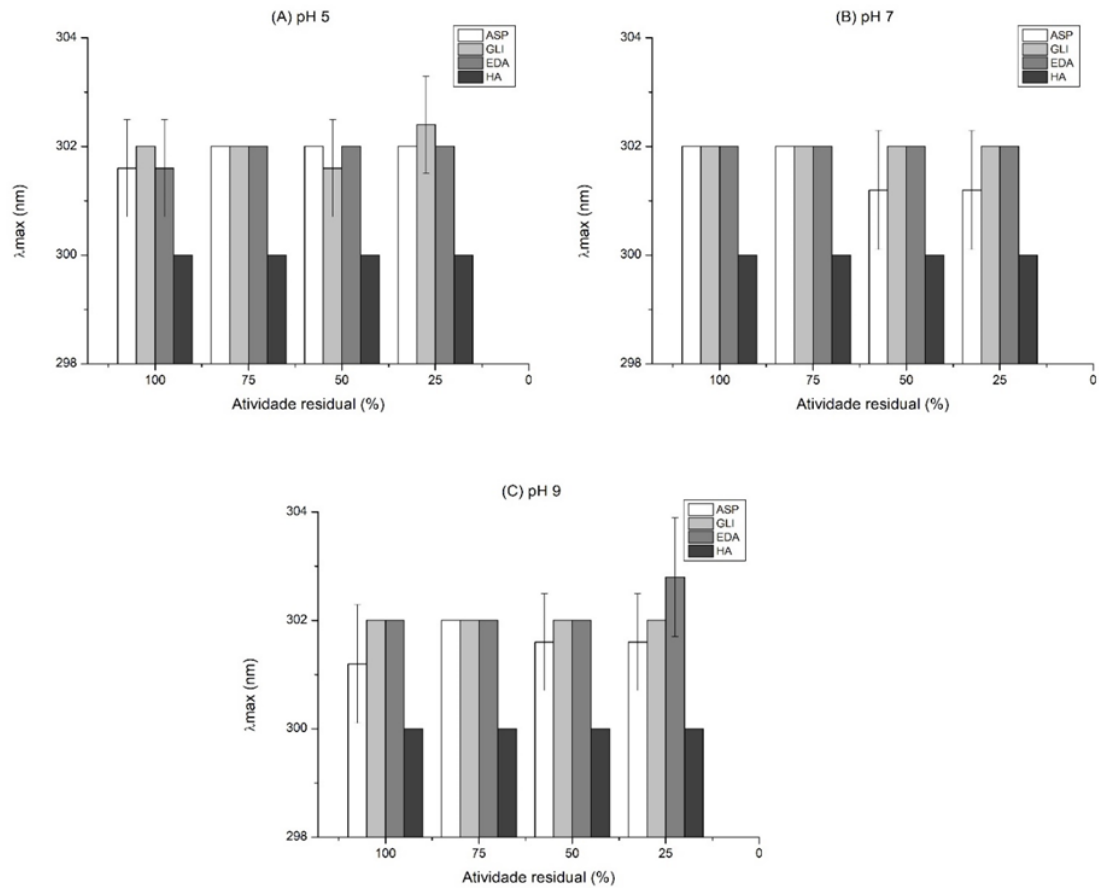 (A) pH 5
304
302
300
298
λmax (nm)
ASP
GLI
EDA
HA
100 75 50 25 0
Atividade residual (%)
(B) pH 7
304
302
300
298
λmax (nm)
ASP
GLI
EDA
HA
100 75 50 25 0
Atividade residual (%)
(C) pH 9
304
302
300
298
λmax (nm)
ASP
GLI
EDA
HA
100 75 50 25 0
Atividade residual (%)